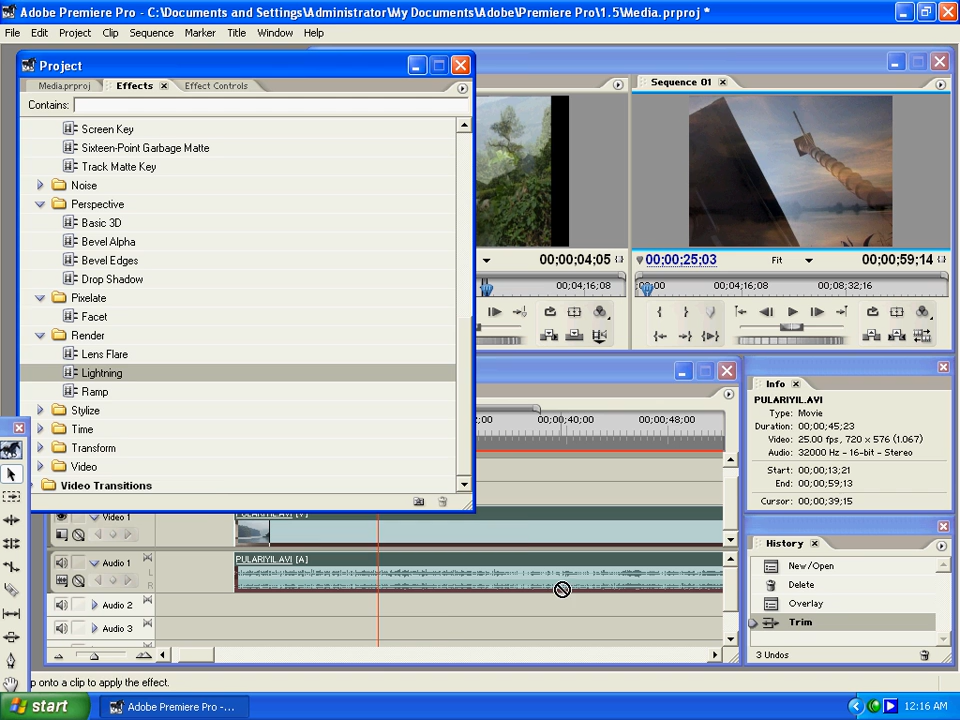 Adobe Premiere Pro - C:\Documents and Settings\Administrator\My Documents\Adobe\Premiere Pro\1.5\Media.prproj *
File Edit Project Clip Sequence Marker Title Window Help
Project
Media.prproj Effects Effect Controls
Contains:
Screen Key
Sixteen-Point Garbage Matte
Track Matte Key
Noise
Perspective
Basic 3D
Bevel Alpha
Bevel Edges
Drop Shadow
Pixelate
Facet
Render
Lens Flare
Lightning
Ramp
Stylize
Time
Transform
Video
Video Transitions
00;00;04;05
00;04;16;08
Sequence 01
00;00;25;03 Fit 00;00;59;14
;00;00 00;04;16;08 00;08;32;16
2;00 00;00;40;00 00;00;48;00
Video 1
PULARIYIL.AVI [V]
Audio 1
L
R
PULARIYIL.AVI [A]
Audio 2
Audio 3
Info
PULARIYIL.AVI
Type: Movie
Duration: 00;00;45;23
Video: 25.00 fps, 720 x 576 (1.067)
Audio: 32000 Hz - 16-bit - Stereo
Start: 00;00;13;21
End: 00;00;59;13
Cursor: 00;00;39;15
History
New/Open
Delete
Overlay
Trim
3 Undos
p onto a clip to apply the effect.
start Adobe Premiere Pro -... 12:16 AM